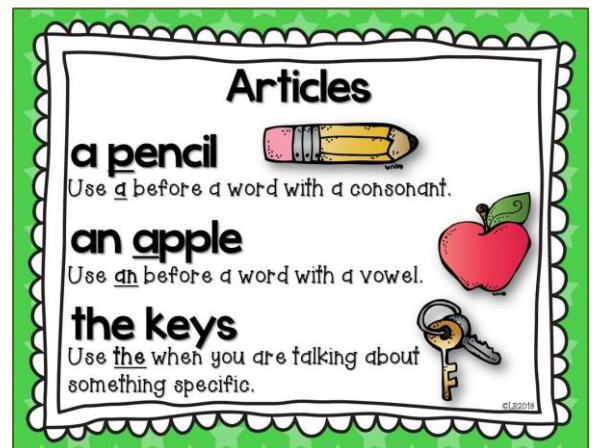 Articles
a pencil
Use a before a word with a consonant.
an apple
Use an before a word with a vowel.
the keys
Use the when you are talking about
something specific.
©LR2018